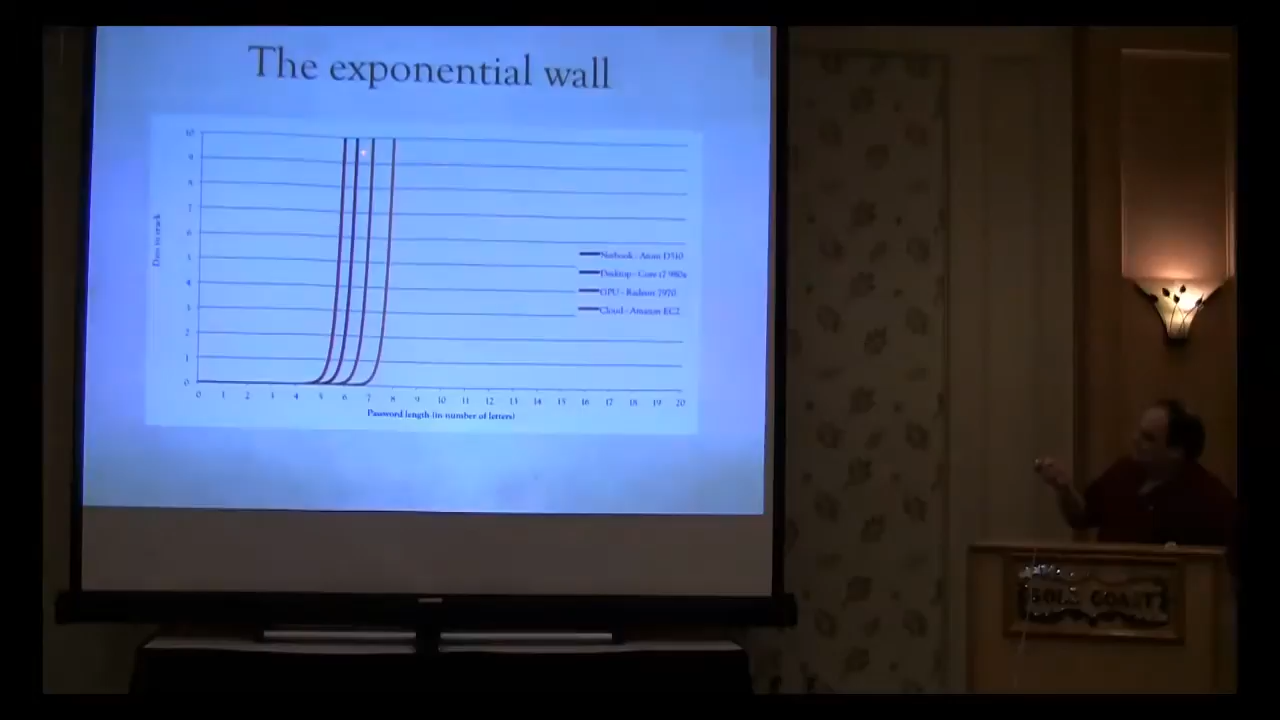 The exponential wall
10
9
8
7
6
5
4
3
2
1
0
Days to crack
Netbook - Atom D510
Desktop - Core i7 980x
GPU - Radeon 7970
Cloud - Amazon EC2
0 1 2 3 4 5 6 7 8 9 10 11 12 13 14 15 16 17 18 19 20
Password length (in number of letters)
GOLD COAST